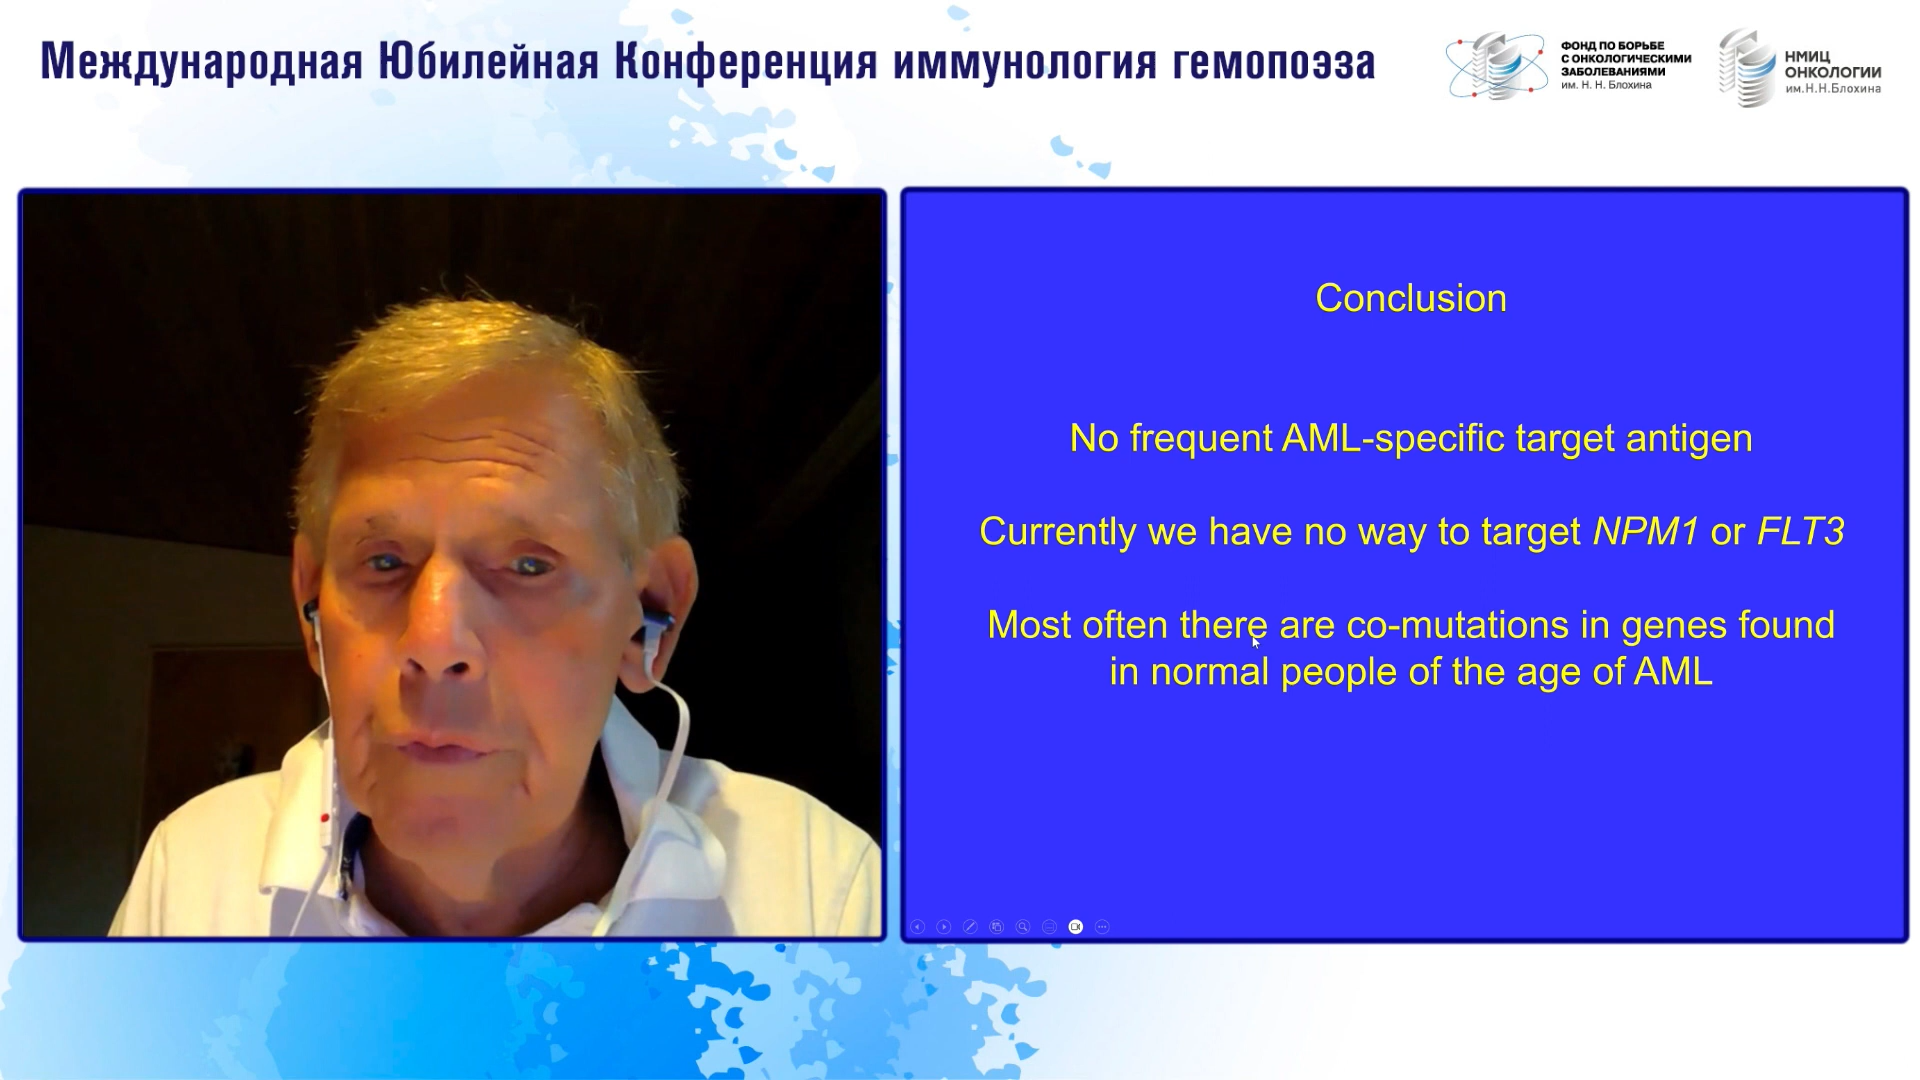 Международная Юбилейная Конференция иммунология гемопоэза
ФОНД ПО БОРЬБЕ
С ОНКОЛОГИЧЕСКИМИ
ЗАБОЛЕВАНИЯМИ
им. Н. Н. Блохина
НМИЦ
ОНКОЛОГИИ
им.Н.Н.Блохина
Conclusion
No frequent AML-specific target antigen
Currently we have no way to target NPM1 or FLT3
Most often there are co-mutations in genes found
in normal people of the age of AML